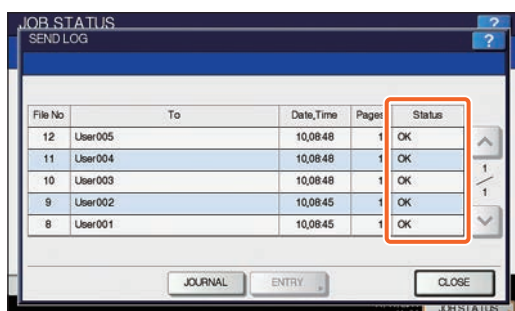 JOB STATUS ?
SEND LOG ?
File No To Date,Time Pages Status
12 User005 10,08:48 1 OK
11 User004 10,08:48 1 OK
10 User003 10,08:48 1 OK
9 User002 10,08:45 1 OK
8 User001 10,08:45 1 OK
1
1
JOURNAL ENTRY CLOSE
JOB STATUS